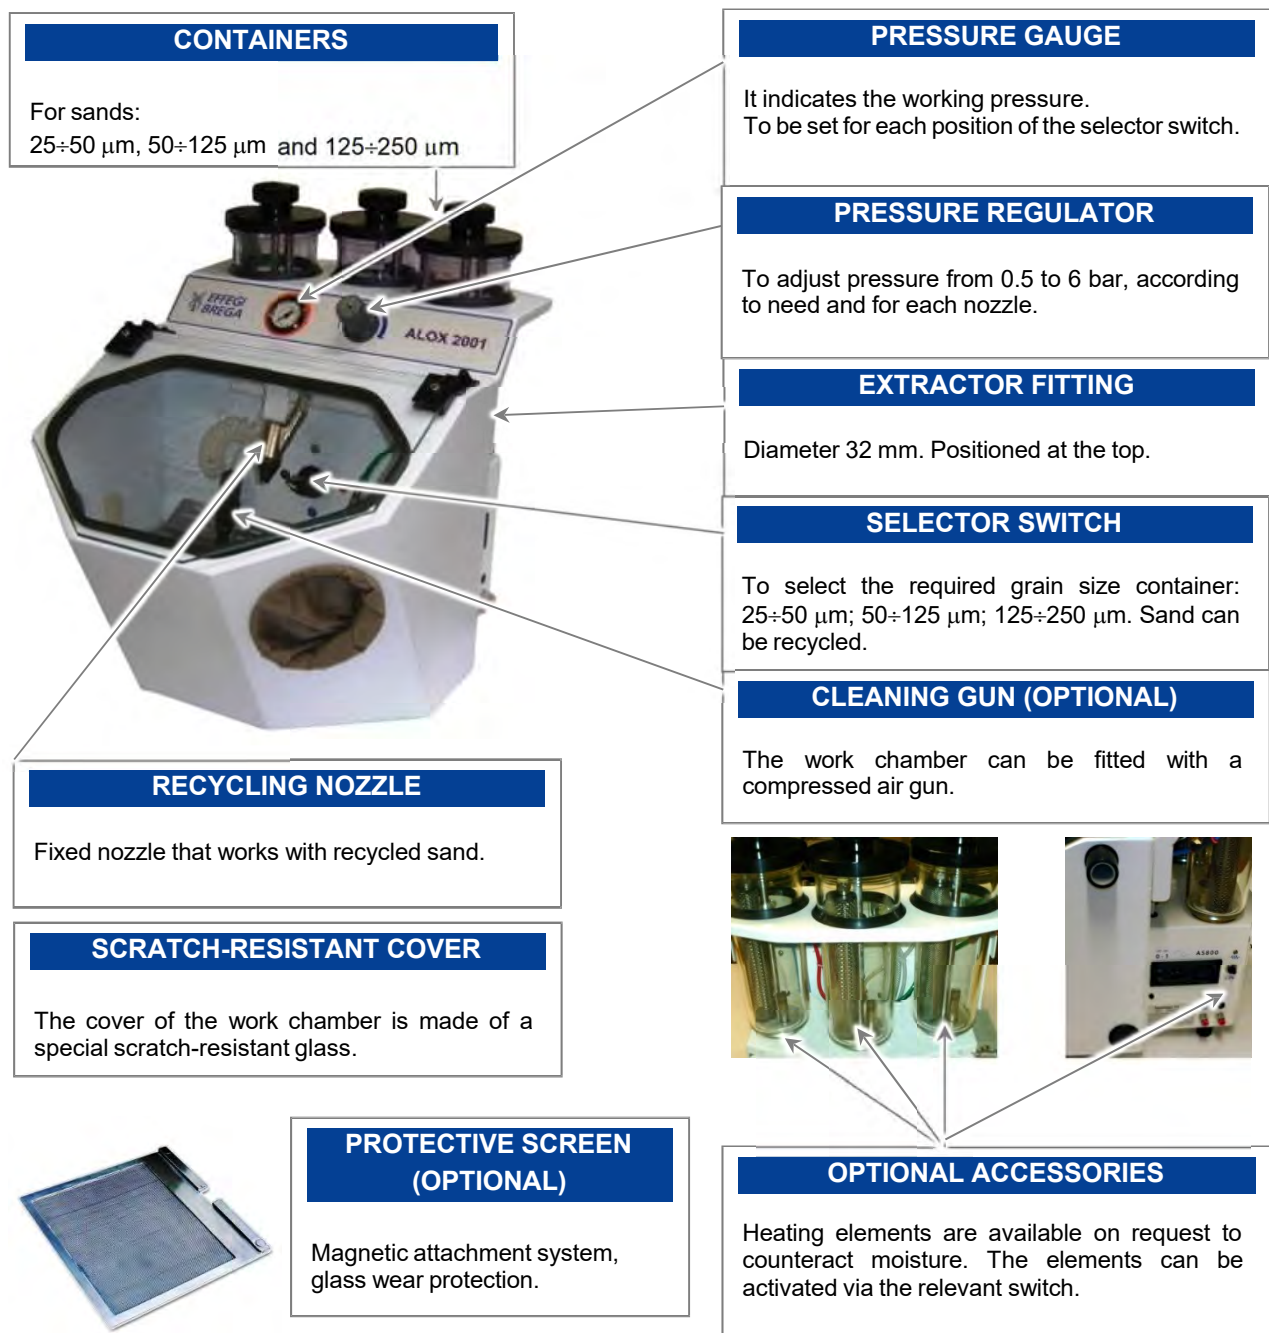 CONTAINERS
For sands:
25÷50 μm, 50÷125 μm and 125÷250 μm
PRESSURE GAUGE
It indicates the working pressure.
To be set for each position of the selector switch.
PRESSURE REGULATOR
To adjust pressure from 0.5 to 6 bar, according
to need and for each nozzle.
EXTRACTOR FITTING
Diameter 32 mm. Positioned at the top.
SELECTOR SWITCH
To select the required grain size container:
25÷50 μm; 50÷125 μm; 125÷250 μm. Sand can
be recycled.
CLEANING GUN (OPTIONAL)
The work chamber can be fitted with a
compressed air gun.
EFFEGI
BREGA
ALOX 2001
RECYCLING NOZZLE
Fixed nozzle that works with recycled sand.
SCRATCH-RESISTANT COVER
The cover of the work chamber is made of a
special scratch-resistant glass.
AS800
PROTECTIVE SCREEN
(OPTIONAL)
Magnetic attachment system,
glass wear protection.
OPTIONAL ACCESSORIES
Heating elements are available on request to
counteract moisture. The elements can be
activated via the relevant switch.